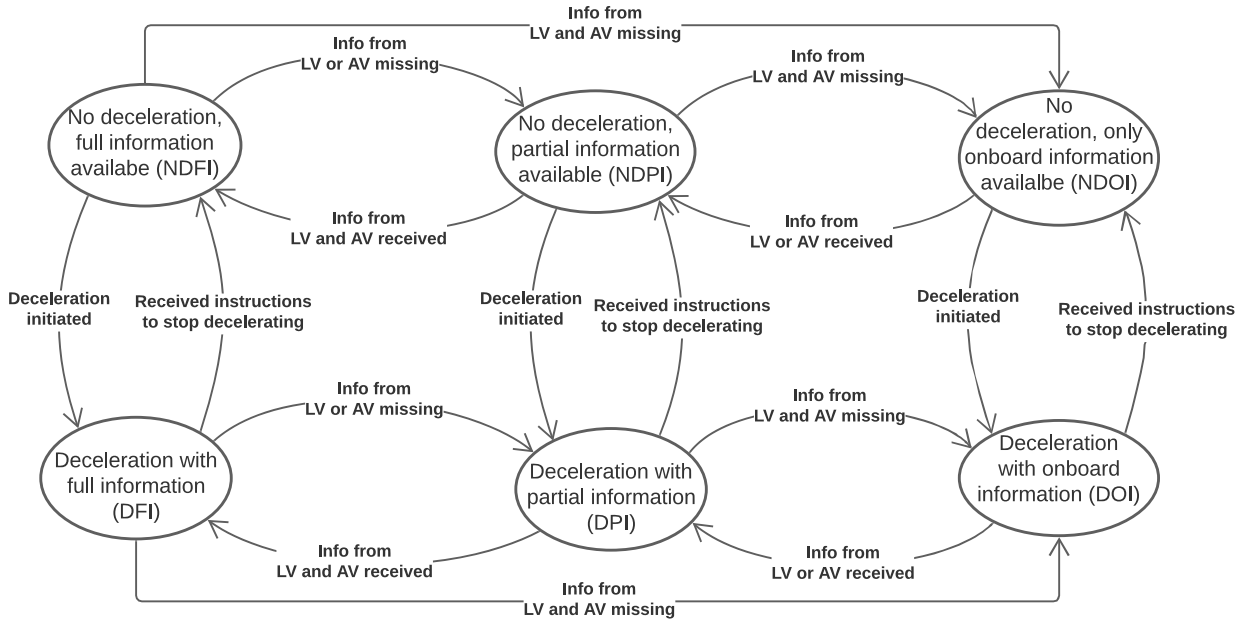 Info from
LV and AV missing
Info from
LV or AV missing
Info from
LV and AV missing
No deceleration,
full information
availabe (NDFI)
No deceleration,
partial information
available (NDPI)
No
deceleration, only
onboard information
availalbe (NDOI)
Info from
LV and AV received
Info from
LV or AV received
Deceleration
initiated
Received instructions
to stop decelerating
Deceleration
initiated
Received instructions
to stop decelerating
Deceleration
initiated
Received instructions
to stop decelerating
Info from
LV or AV missing
Info from
LV and AV missing
Deceleration with
full information
(DFI)
Deceleration with
partial information
(DPI)
Deceleration
with onboard
information (DOI)
Info from
LV and AV received
Info from
LV or AV received
Info from
LV and AV missing